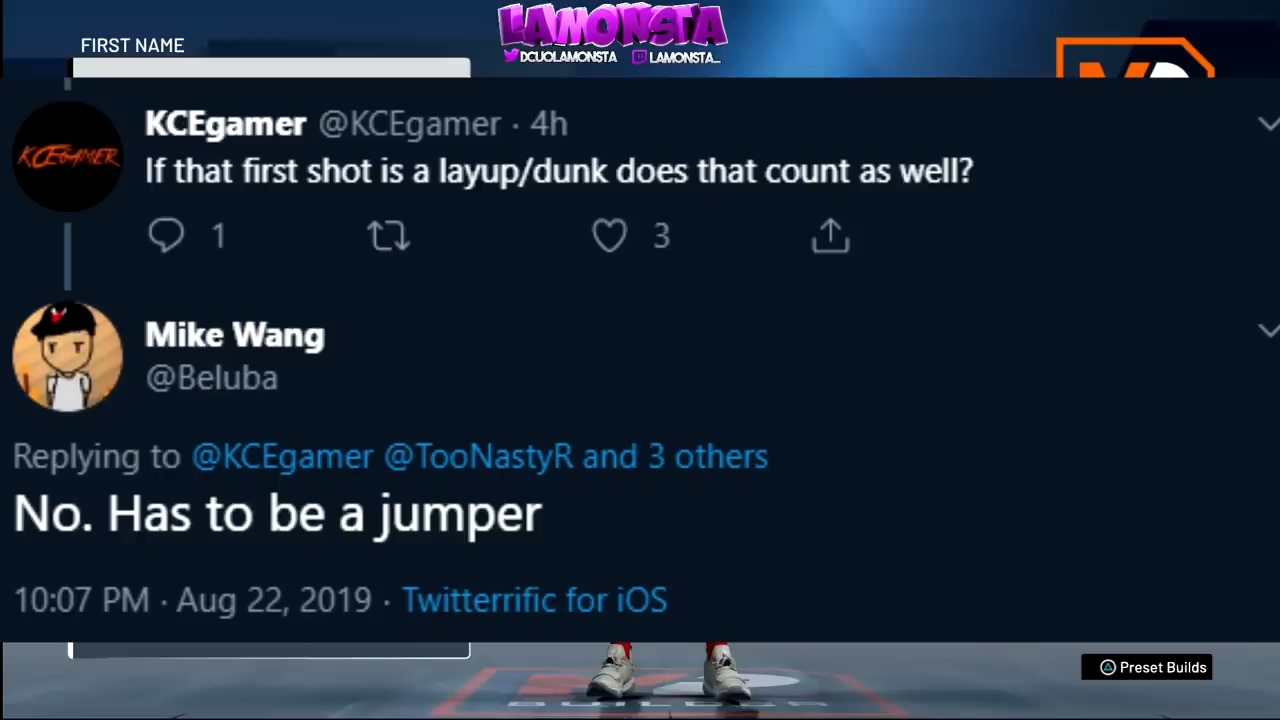 LAMONSTA
DCUOLAMONSTA LAMONSTA_
FIRST NAME
KCEGAMER
KCEgamer @KCEgamer · 4h
If that first shot is a layup/dunk does that count as well?
1 3
Mike Wang
@Beluba
Replying to @KCEgamer @TooNastyR and 3 others
No. Has to be a jumper
10:07 PM · Aug 22, 2019 · Twitterrific for iOS
Preset Builds